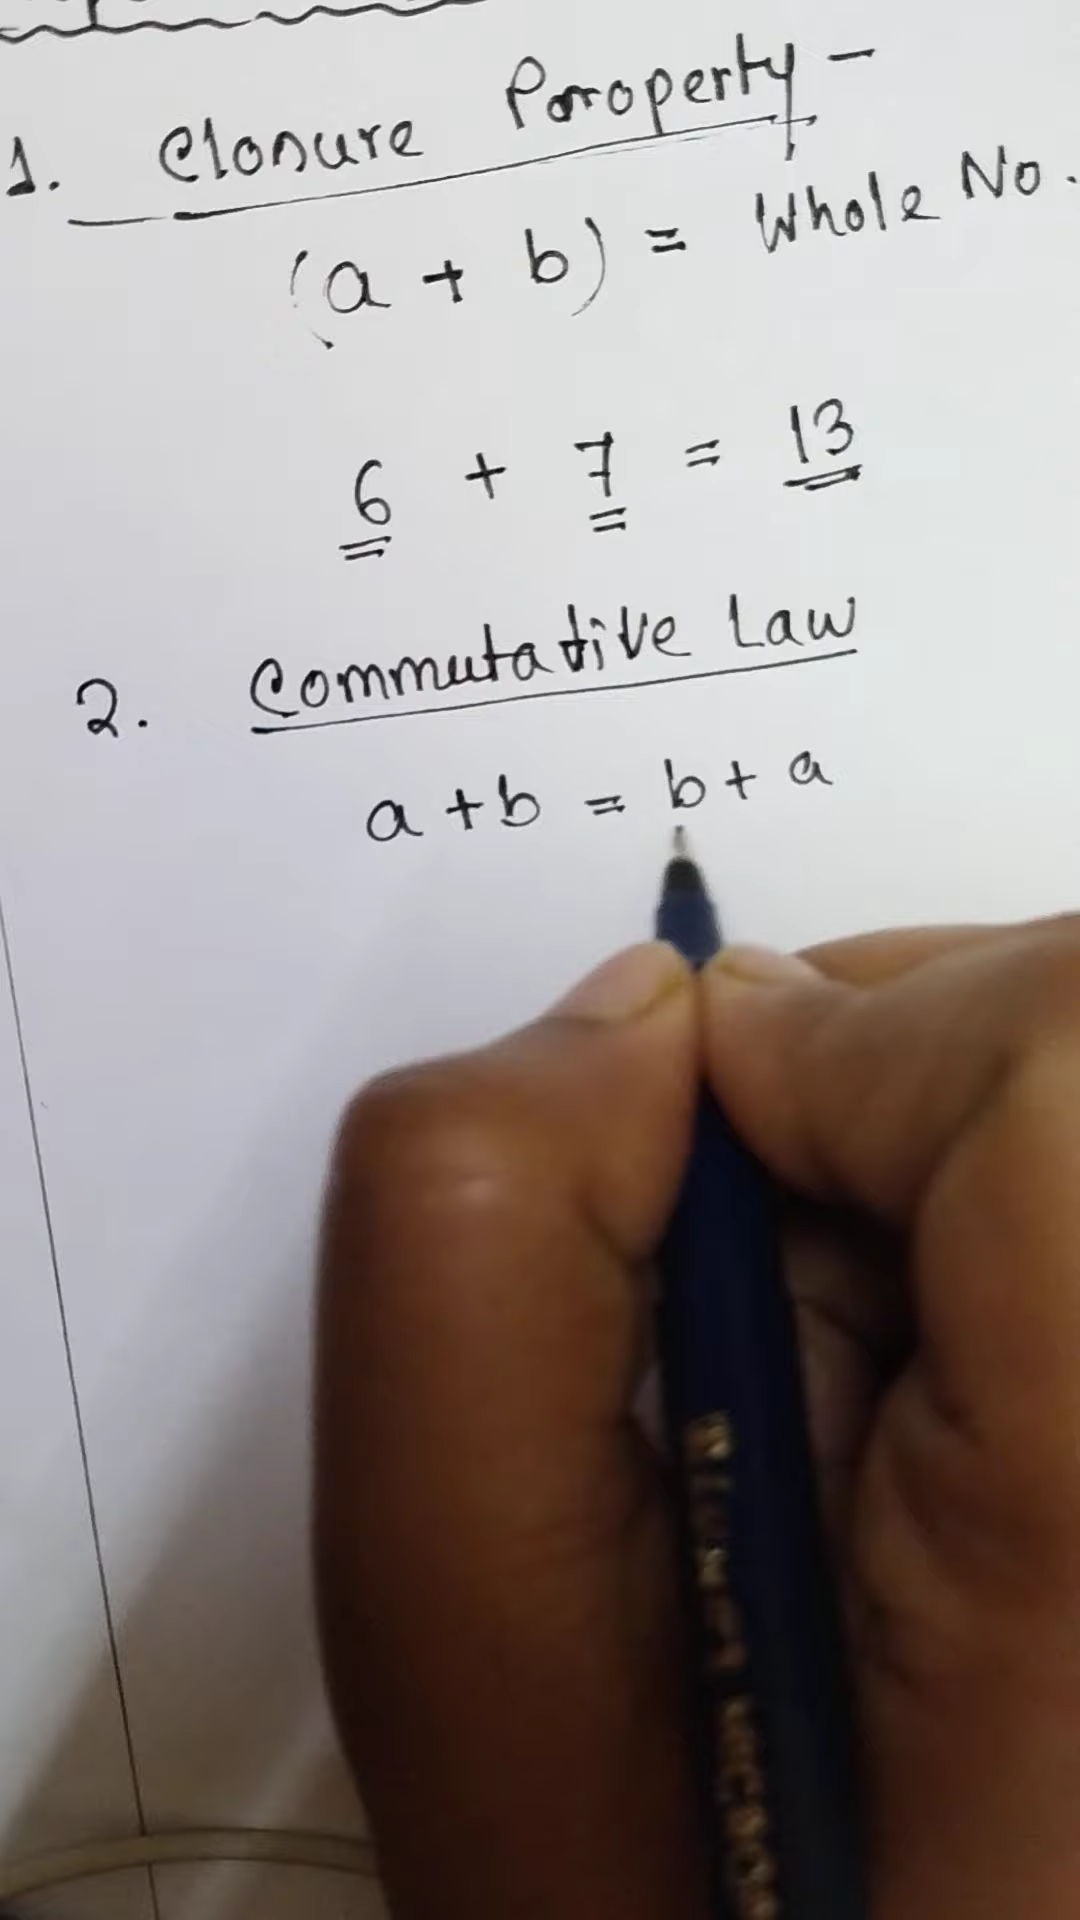 1. Closure Property -
(a + b) = Whole No.
6 + 7 = 13
2. Commutative Law
a + b = b + a